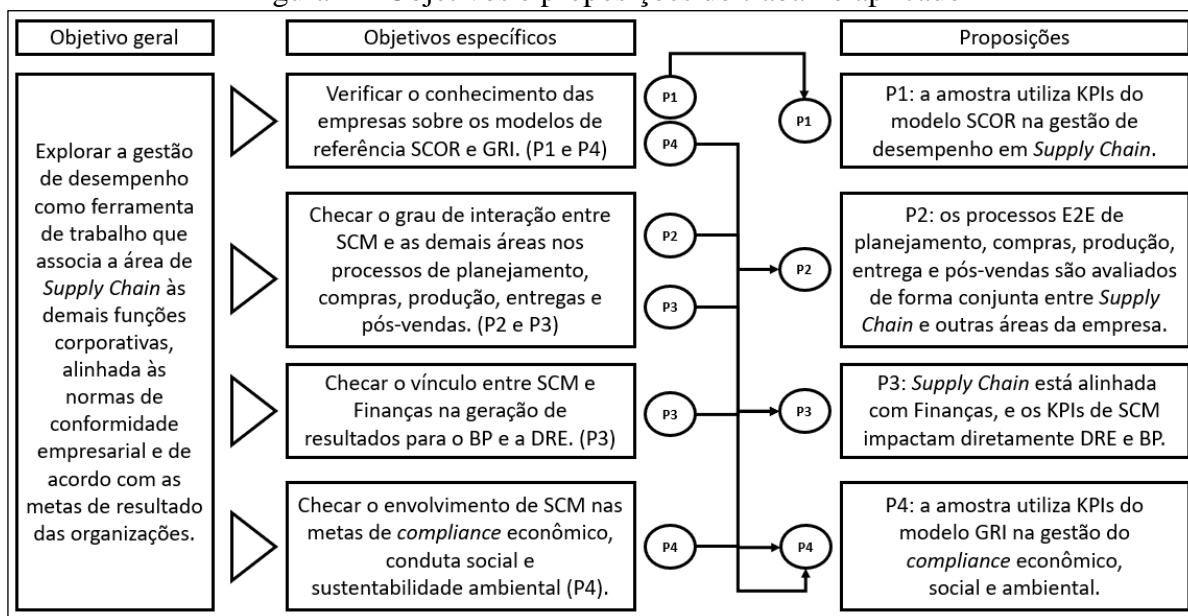 Objetivo geral
Objetivos específicos
Proposições
Explorar a gestão
de desempenho
como ferramenta
de trabalho que
associa a área de
Supply Chain às
demais funções
corporativas,
alinhada às
normas de
conformidade
empresarial e de
acordo com as
metas de resultado
das organizações.
Verificar o conhecimento das
empresas sobre os modelos de
referência SCOR e GRI. (P1 e P4)
P1
P4
P1
P1: a amostra utiliza KPIs do
modelo SCOR na gestão de
desempenho em Supply Chain.
Checar o grau de interação entre
SCM e as demais áreas nos
processos de planejamento,
compras, produção, entregas e
pós-vendas. (P2 e P3)
P2
P3
P2
P2: os processos E2E de
planejamento, compras, produção,
entrega e pós-vendas são avaliados
de forma conjunta entre Supply
Chain e outras áreas da empresa.
Checar o vínculo entre SCM e
Finanças na geração de
resultados para o BP e a DRE. (P3)
P3
P3
P3: Supply Chain está alinhada
com Finanças, e os KPIs de SCM
impactam diretamente DRE e BP.
Checar o envolvimento de SCM nas
metas de compliance econômico,
conduta social e
sustentabilidade ambiental (P4).
P4
P4
P4: a amostra utiliza KPIs do
modelo GRI na gestão do
compliance econômico,
social e ambiental.